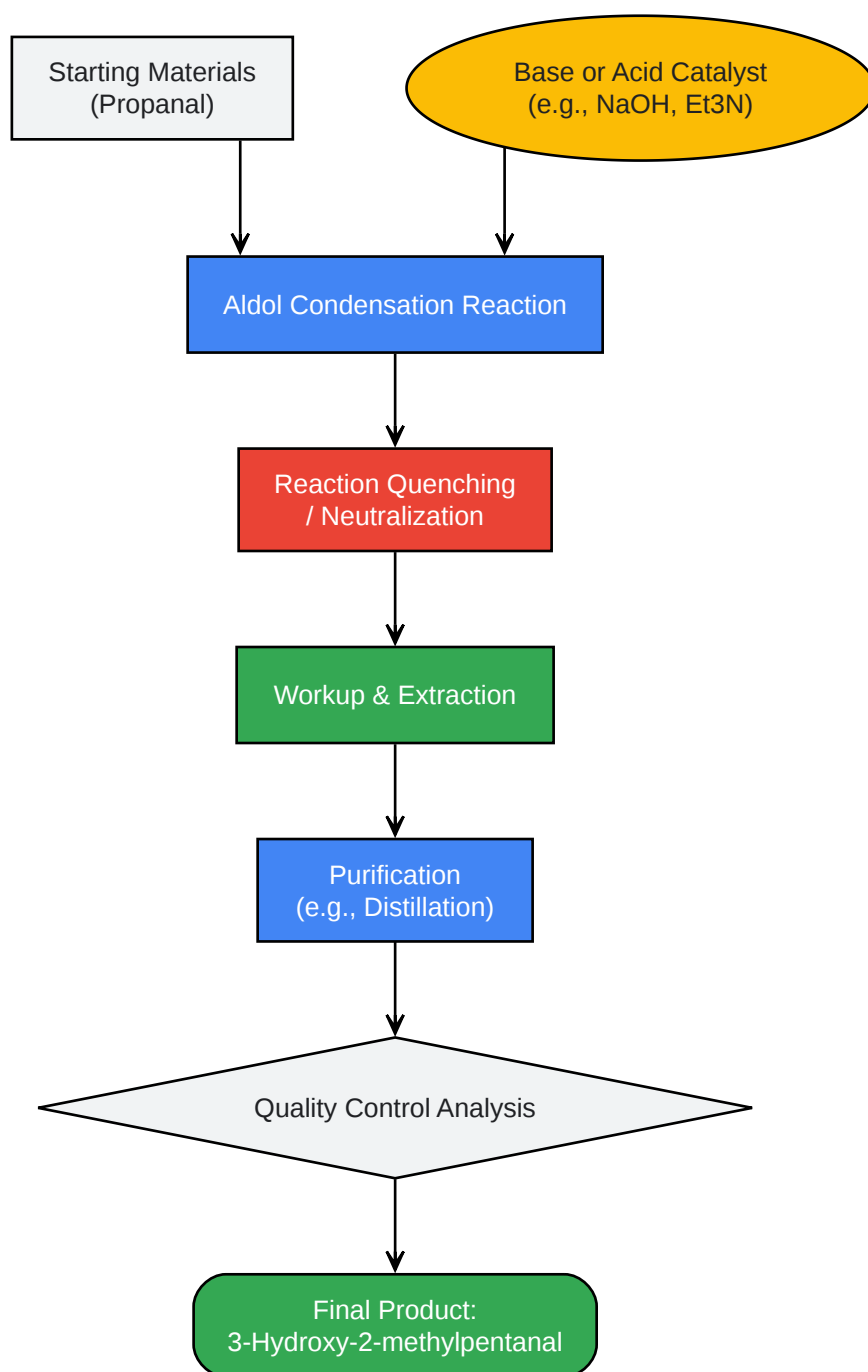 Starting Materials
(Propanal)
Base or Acid Catalyst
(e.g., NaOH, Et3N)
Aldol Condensation Reaction
Reaction Quenching
/ Neutralization
Workup & Extraction
Purification
(e.g., Distillation)
Quality Control Analysis
Final Product:
3-Hydroxy-2-methylpentanal